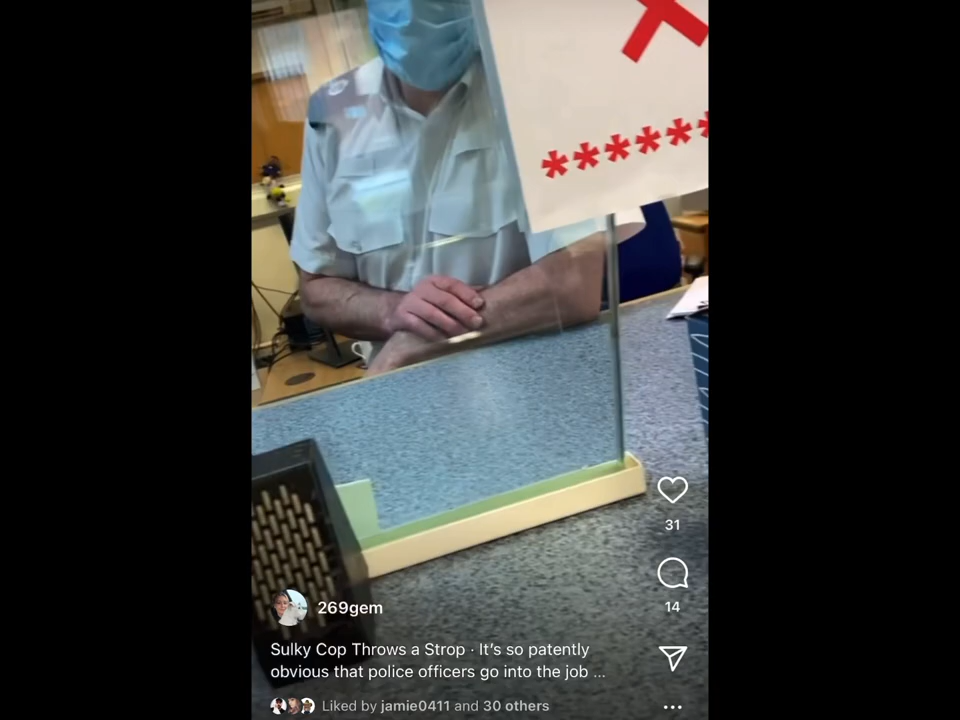 ******
31
14
269gem
Sulky Cop Throws a Strop · It's so patently
obvious that police officers go into the job ...
Liked by jamie0411 and 30 others